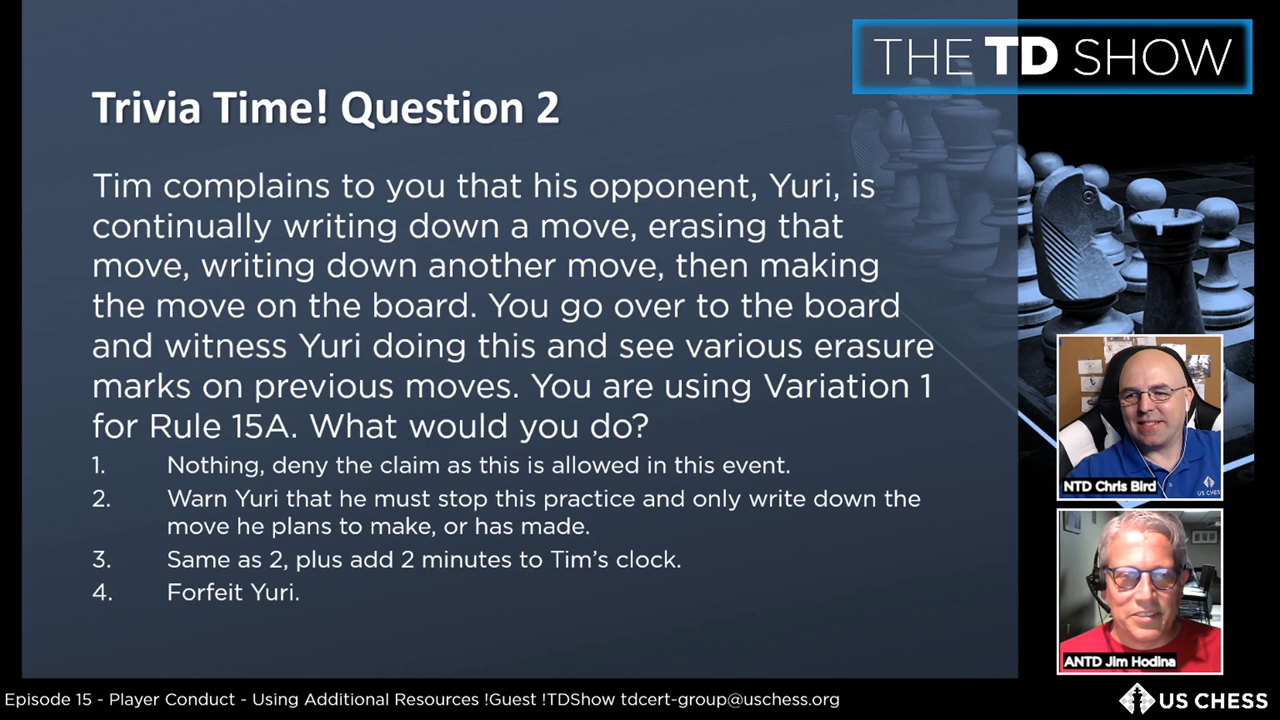 THE TD SHOW
Trivia Time! Question 2
Tim complains to you that his opponent, Yuri, is
continually writing down a move, erasing that
move, writing down another move, then making
the move on the board. You go over to the board
and witness Yuri doing this and see various erasure
marks on previous moves. You are using Variation 1
for Rule 15A. What would you do?
1. Nothing, deny the claim as this is allowed in this event.
2. Warn Yuri that he must stop this practice and only write down the
move he plans to make, or has made.
3. Same as 2, plus add 2 minutes to Tim's clock.
4. Forfeit Yuri.
NTD Chris Bird
US CHES
ANTD Jim Hodina
Episode 15 - Player Conduct - Using Additional Resources !Guest !TDShow tdcert-group@uschess.org
US CHESS